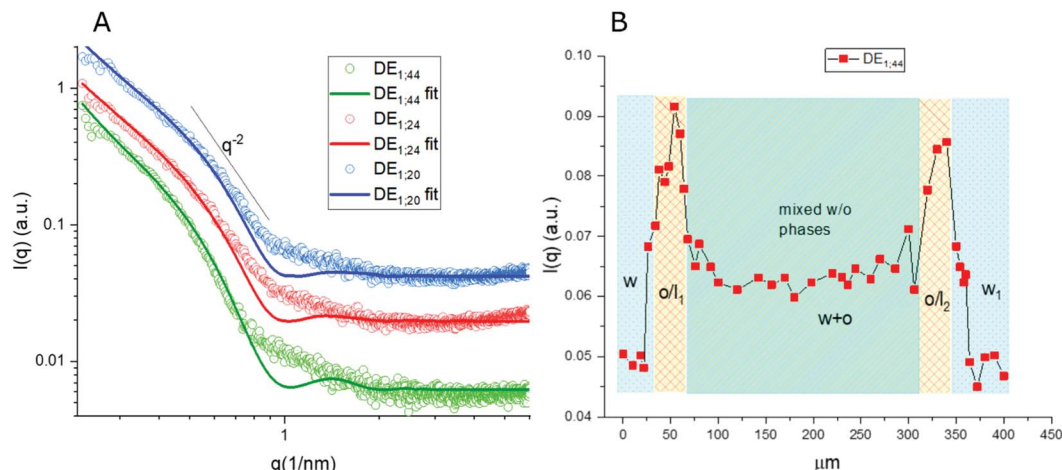 A
B
DE1;44
DE1;44 fit
DE1;24
DE1;24 fit
DE1;20
DE1;20 fit
q-2
1
0.1
0.01
I(q) (a.u.)
1
q(1/nm)
DE1;44
0.10
0.09
0.08
0.07
0.06
0.05
0.04
I(q) (a.u.)
w
o/l1
mixed w/o
phases
w+o
o/l2
w1
0
50
100
150
200
250
300
350
400
450
μm